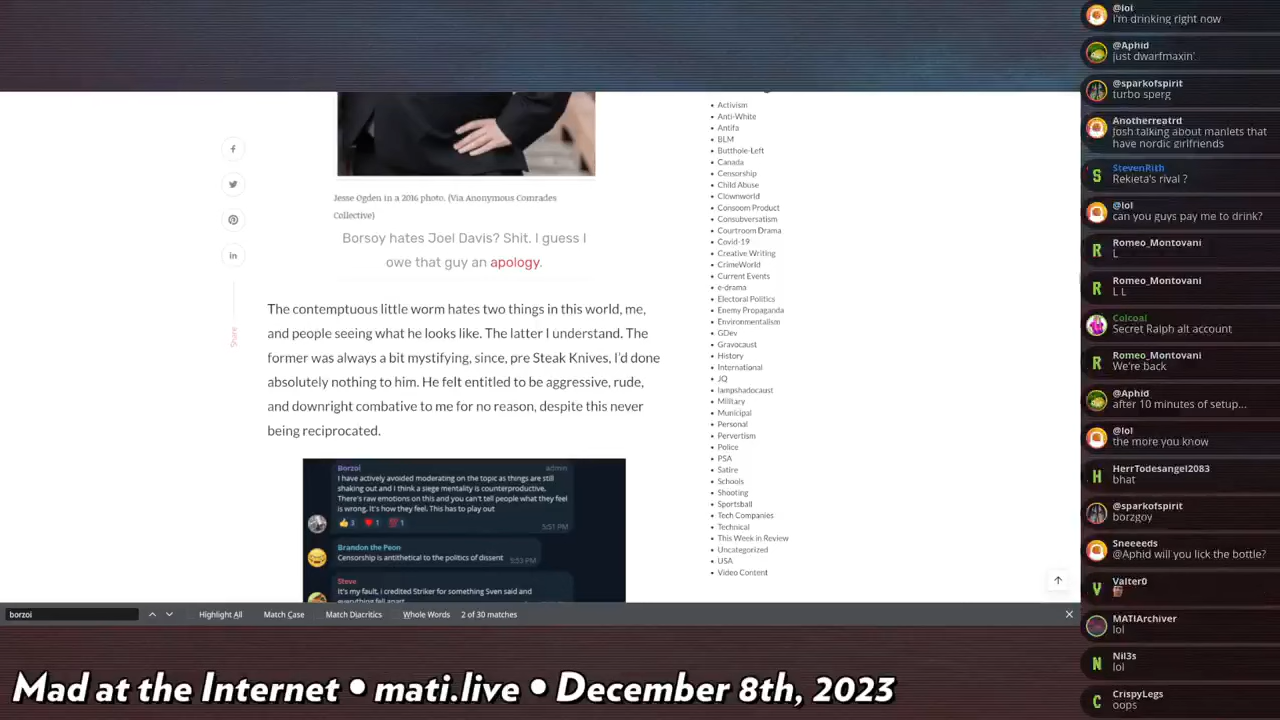 Jesse Ogden in a 2016 photo. (Via Anonymous Comrades
Collective)
Borsoy hates Joel Davis? Shit. I guess I
owe that guy an apology.
The contemptuous little worm hates two things in this world, me,
and people seeing what he looks like. The latter I understand. The
former was always a bit mystifying, since, pre Steak Knives, I'd done
absolutely nothing to him. He felt entitled to be aggressive, rude,
and downright combative to me for no reason, despite this never
being reciprocated.
Share
Borzoi admin
I have actively avoided moderating on the topic as things are still
shaking out and I think a siege mentality is counterproductive.
There's raw emotions on this and you can't tell people what they feel
is wrong. It's how they feel. This has to play out
👍3 ❤1 💯1 5:51 PM
Brandon the Peon
Censorship is antithetical to the politics of dissent 5:53 PM
Steve
It's my fault, i credited Striker for something Sven said and
everything fell apart
• Activism
• Anti-White
• Antifa
• BLM
• Butthole-Left
• Canada
• Censorship
• Child Abuse
• Clownworld
• Consoom Product
• Consubversatism
• Courtroom Drama
• Covid-19
• Creative Writing
• CrimeWorld
• Current Events
• e-drama
• Electoral Politics
• Enemy Propaganda
• Environmentalism
• GDev
• Gravocaust
• History
• International
• JQ
• lampshadocaust
• Military
• Municipal
• Personal
• Pervertism
• Police
• PSA
• Satire
• Schools
• Shooting
• Sportsball
• Tech Companies
• Technical
• This Week in Review
• Uncategorized
• USA
• Video Content
borzoi Highlight All Match Case Match Diacritics Whole Words 2 of 30 matches
Mad at the Internet • mati.live • December 8th, 2023
@lol
i'm drinking right now
@Aphid
just dwarfmaxin'
@sparkofspirit
turbo sperg
Anotherreatrd
Josh talking about manlets that
have nordic girlfriends
StevenRith
Rekieta's rival ?
@lol
can you guys pay me to drink?
Romeo_Montovani
L
Romeo_Montovani
L L
Colcoal
Secret Ralph alt account
Romeo_Montovani
We're back
@Aphid
after 10 minutes of setup...
@lol
the more you know
HerrTodesangel2083
bhat
@sparkofspirit
borzgoy
Sneeeeds
@Aphid will you lick the bottle?
Valter0
MATIArchiver
lol
Nil3s
lol
CrispyLegs
oops